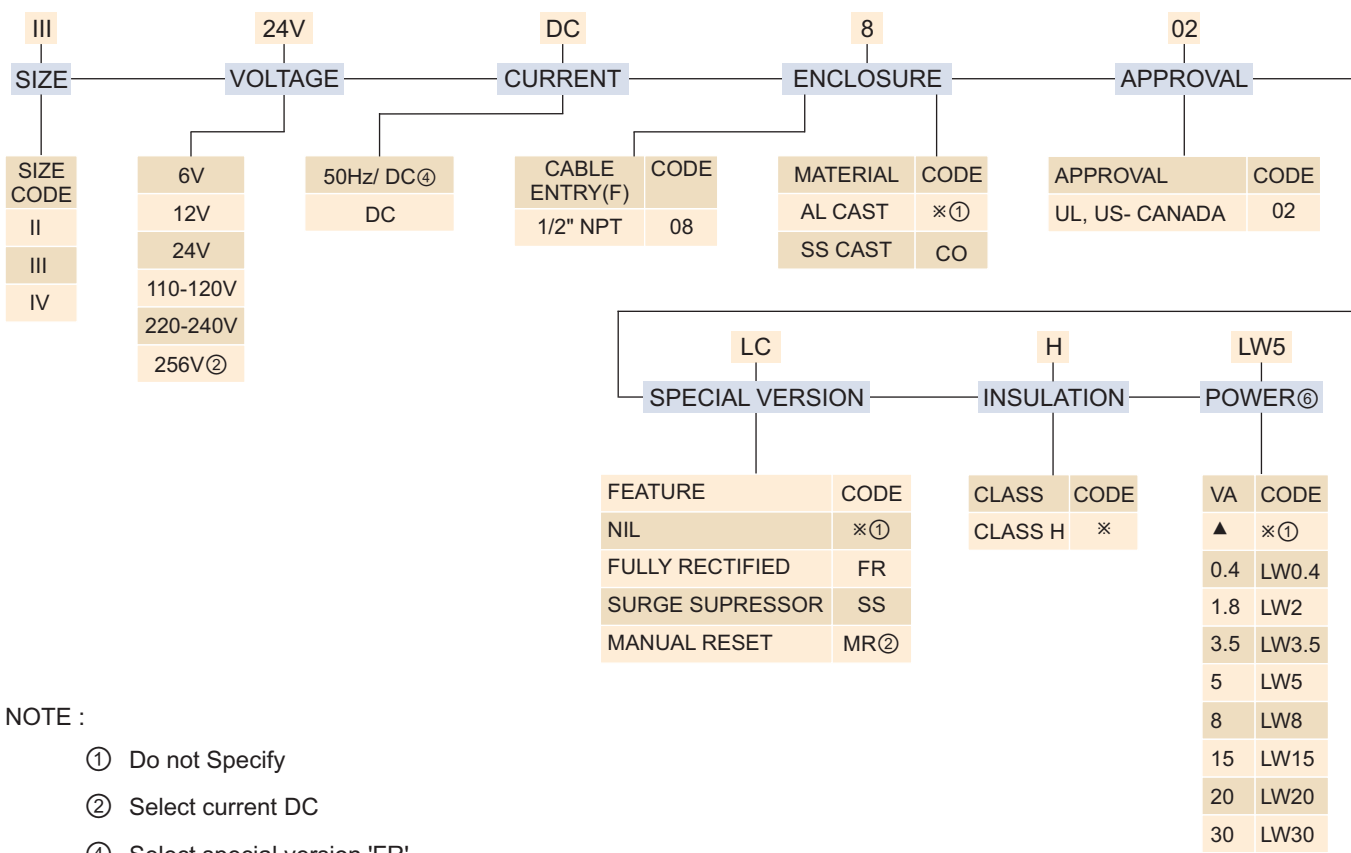 III 24V DC 8 02
SIZE VOLTAGE CURRENT ENCLOSURE APPROVAL
SIZE CODE
II
III
IV
6V
12V
24V
110-120V
220-240V
256V②
50Hz/ DC④
DC
CABLE ENTRY(F) CODE
1/2" NPT 08
MATERIAL CODE
AL CAST ※①
SS CAST CO
APPROVAL CODE
UL, US- CANADA 02
LC H LW5
SPECIAL VERSION INSULATION POWER⑥
FEATURE CODE
NIL ※①
FULLY RECTIFIED FR
SURGE SUPRESSOR SS
MANUAL RESET MR②
CLASS CODE
CLASS H ※
VA CODE
▲ ※①
0.4 LW0.4
1.8 LW2
3.5 LW3.5
5 LW5
8 LW8
15 LW15
20 LW20
30 LW30
NOTE :
① Do not Specify
② Select current DC
④ Select special version 'FR'